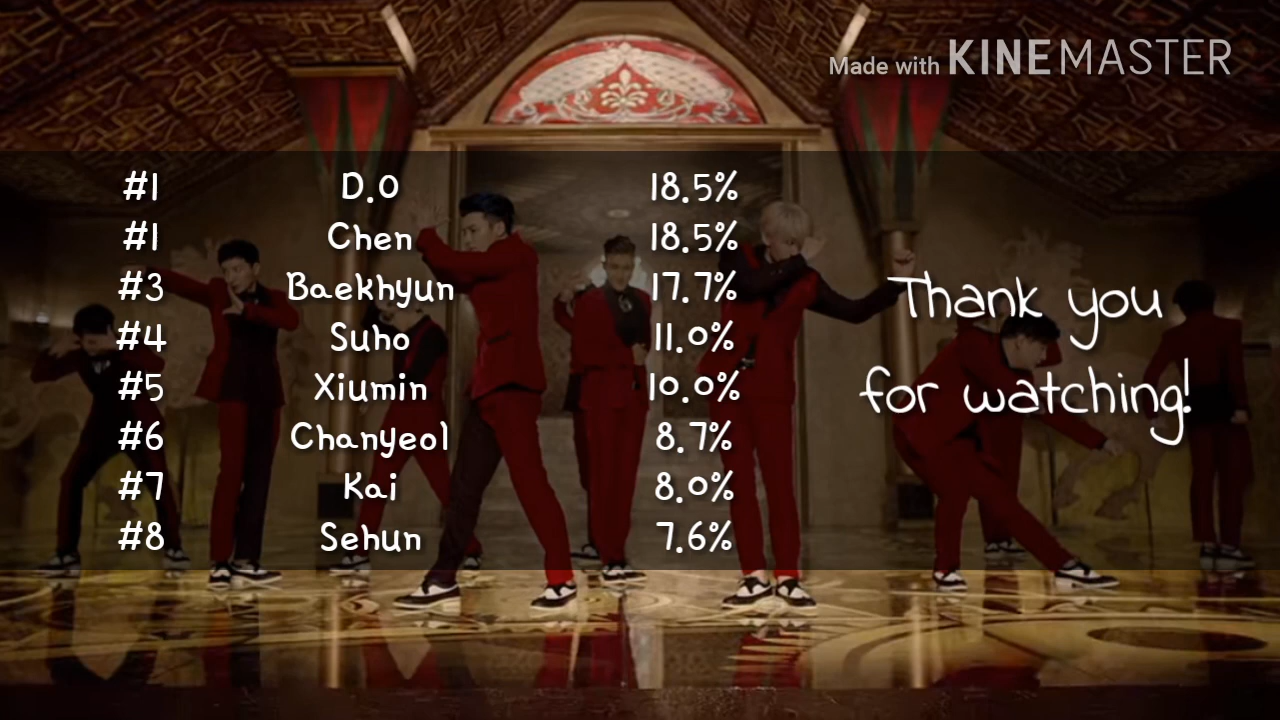 Made with KINEMASTER
#1 D.O 18.5%
#1 Chen 18.5%
#3 Baekhyun 17.7%
#4 Suho 11.0%
#5 Xiumin 10.0%
#6 Chanyeol 8.7%
#7 Kai 8.0%
#8 Sehun 7.6%
Thank you
for watching!